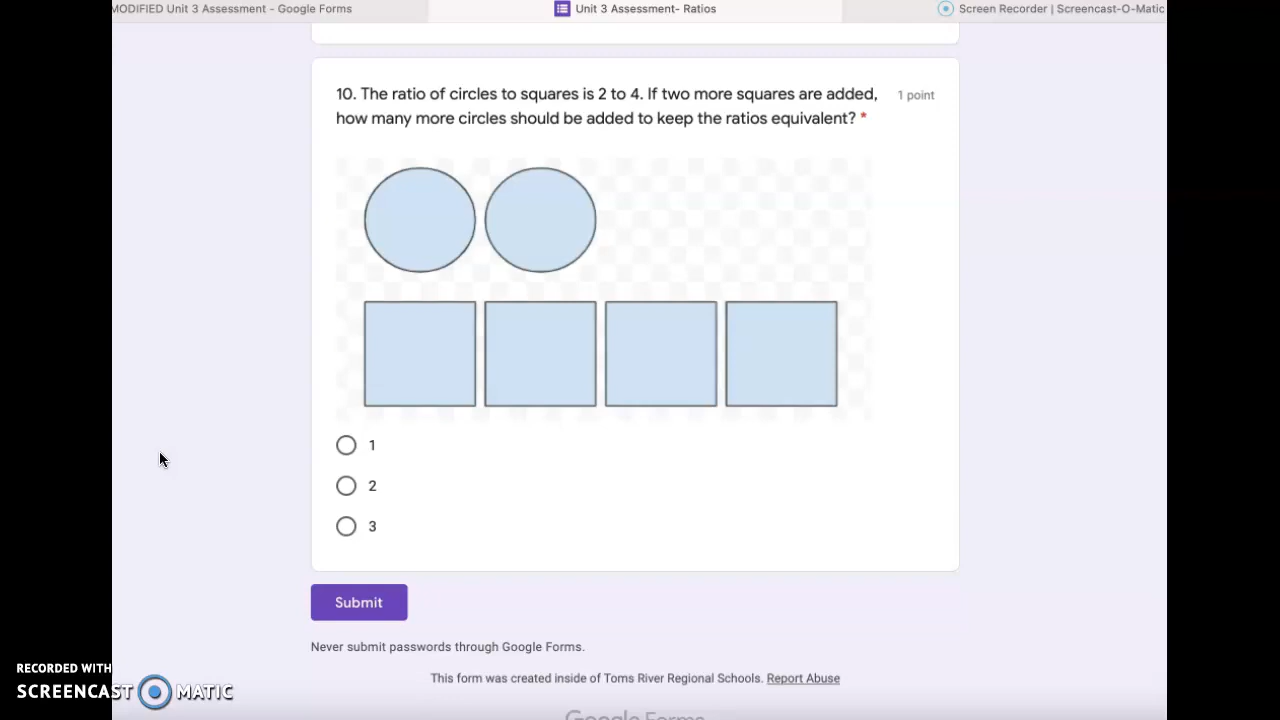 MODIFIED Unit 3 Assessment - Google Forms
Unit 3 Assessment- Ratios
Screen Recorder | Screencast-O-Matic
10. The ratio of circles to squares is 2 to 4. If two more squares are added,
how many more circles should be added to keep the ratios equivalent? *
1 point
1
2
3
Submit
Never submit passwords through Google Forms.
This form was created inside of Toms River Regional Schools. Report Abuse
Google Forms
RECORDED WITH
SCREENCAST MATIC